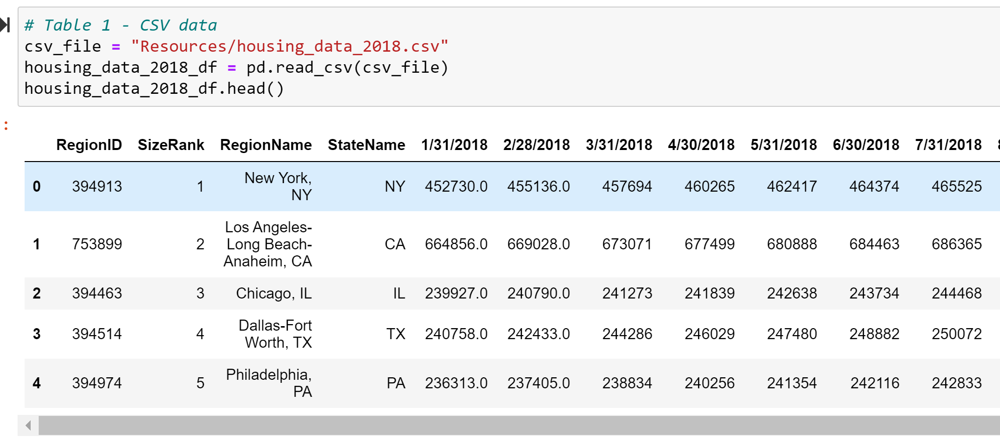 # Table 1 - CSV data
csv_file = "Resources/housing_data_2018.csv"
housing_data_2018_df = pd.read_csv(csv_file)
housing_data_2018_df.head()
:
RegionID SizeRank RegionName StateName 1/31/2018 2/28/2018 3/31/2018 4/30/2018 5/31/2018 6/30/2018 7/31/2018
0 394913 1 New York, NY NY 452730.0 455136.0 457694 460265 462417 464374 465525
1 753899 2 Los Angeles-Long Beach-Anaheim, CA CA 664856.0 669028.0 673071 677499 680888 684463 686365
2 394463 3 Chicago, IL IL 239927.0 240790.0 241273 241839 242638 243734 244468
3 394514 4 Dallas-Fort Worth, TX TX 240758.0 242433.0 244286 246029 247480 248882 250072
4 394974 5 Philadelphia, PA PA 236313.0 237405.0 238834 240256 241354 242116 242833